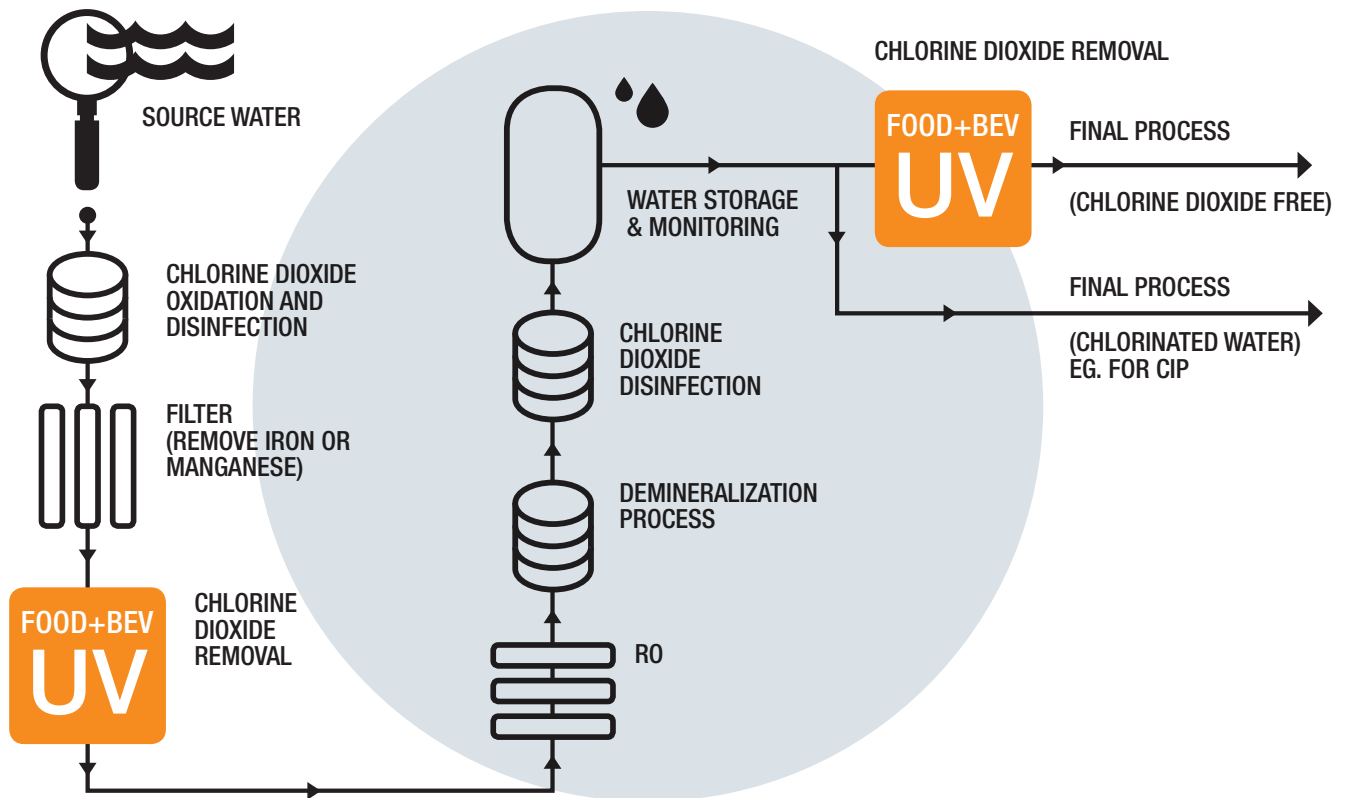 SOURCE WATER
CHLORINE DIOXIDE
OXIDATION AND
DISINFECTION
FILTER
(REMOVE IRON OR
MANGANESE)
FOOD+BEV
UV
CHLORINE
DIOXIDE
REMOVAL
RO
DEMINERALIZATION
PROCESS
CHLORINE
DIOXIDE
DISINFECTION
WATER STORAGE
& MONITORING
CHLORINE DIOXIDE REMOVAL
FOOD+BEV
UV
FINAL PROCESS
(CHLORINE DIOXIDE FREE)
FINAL PROCESS
(CHLORINATED WATER)
EG. FOR CIP